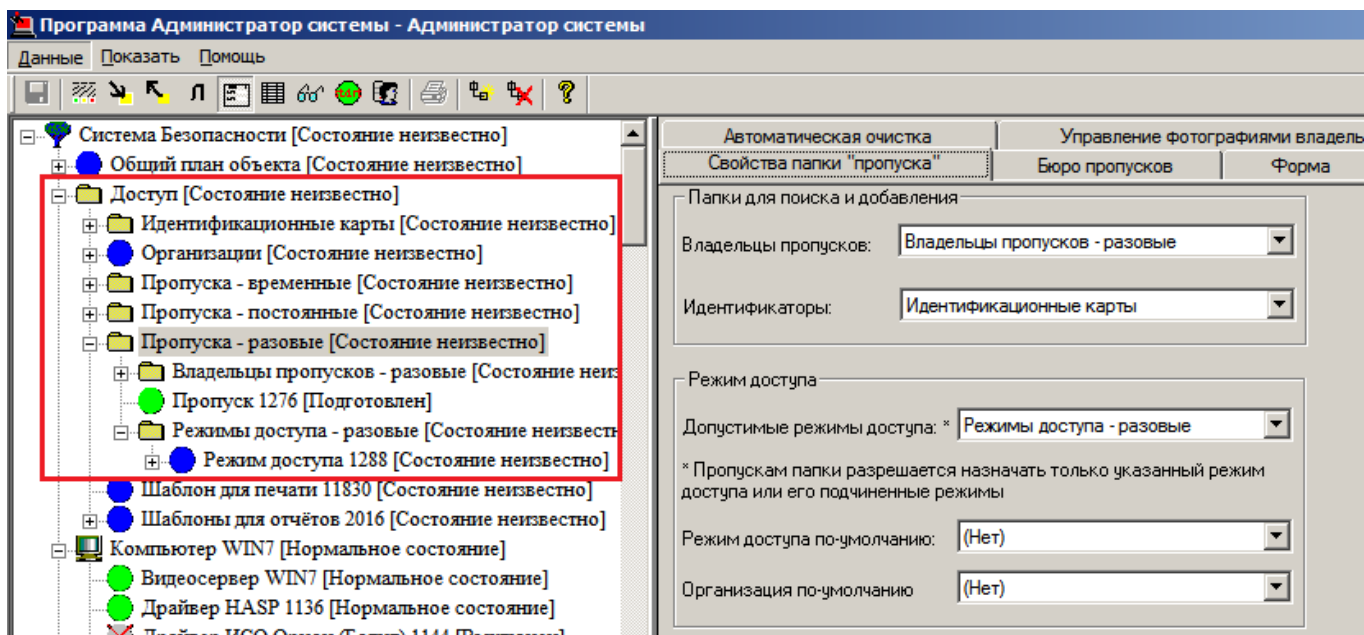 Программа Администратор системы - Администратор системы
Данные Показать Помощь
Л
Система Безопасности [Состояние неизвестно]
Общий план объекта [Состояние неизвестно]
Доступ [Состояние неизвестно]
Идентификационные карты [Состояние неизвестно]
Организации [Состояние неизвестно]
Пропуска - временные [Состояние неизвестно]
Пропуска - постоянные [Состояние неизвестно]
Пропуска - разовые [Состояние неизвестно]
Владельцы пропусков - разовые [Состояние неиз
Пропуск 1276 [Подготовлен]
Режимы доступа - разовые [Состояние неизвестн
Режим доступа 1288 [Состояние неизвестно]
Шаблон для печати 11830 [Состояние неизвестно]
Шаблоны для отчётов 2016 [Состояние неизвестно]
Компьютер WIN7 [Нормальное состояние]
Видеосервер WIN7 [Нормальное состояние]
Драйвер HASP 1136 [Нормальное состояние]
Автоматическая очистка Управление фотографиями владель
Свойства папки "пропуска" Бюро пропусков Форма
Папки для поиска и добавления
Владельцы пропусков: Владельцы пропусков - разовые
Идентификаторы: Идентификационные карты
Режим доступа
Допустимые режимы доступа: * Режимы доступа - разовые
* Пропускам папки разрешается назначать только указанный режим
доступа или его подчиненные режимы
Режим доступа по-умолчанию: (Нет)
Организация по-умолчанию (Нет)